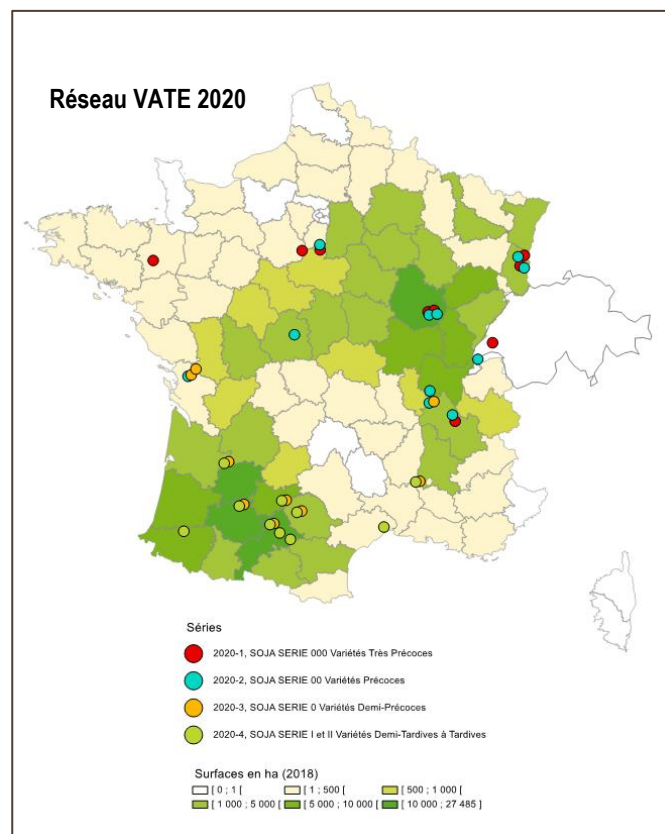 Réseau VATE 2020
Séries
2020-1, SOJA SERIE 000 Variétés Très Précoces
2020-2, SOJA SERIE 00 Variétés Précoces
2020-3, SOJA SERIE 0 Variétés Demi-Précoces
2020-4, SOJA SERIE I et II Variétés Demi-Tardives à Tardives
Surfaces en ha (2018)
[ 0 ; 1 [ [ 1 ; 500 [ [ 500 ; 1 000 [
[ 1 000 ; 5 000 [ [ 5 000 ; 10 000 [ [ 10 000 ; 27 485 [